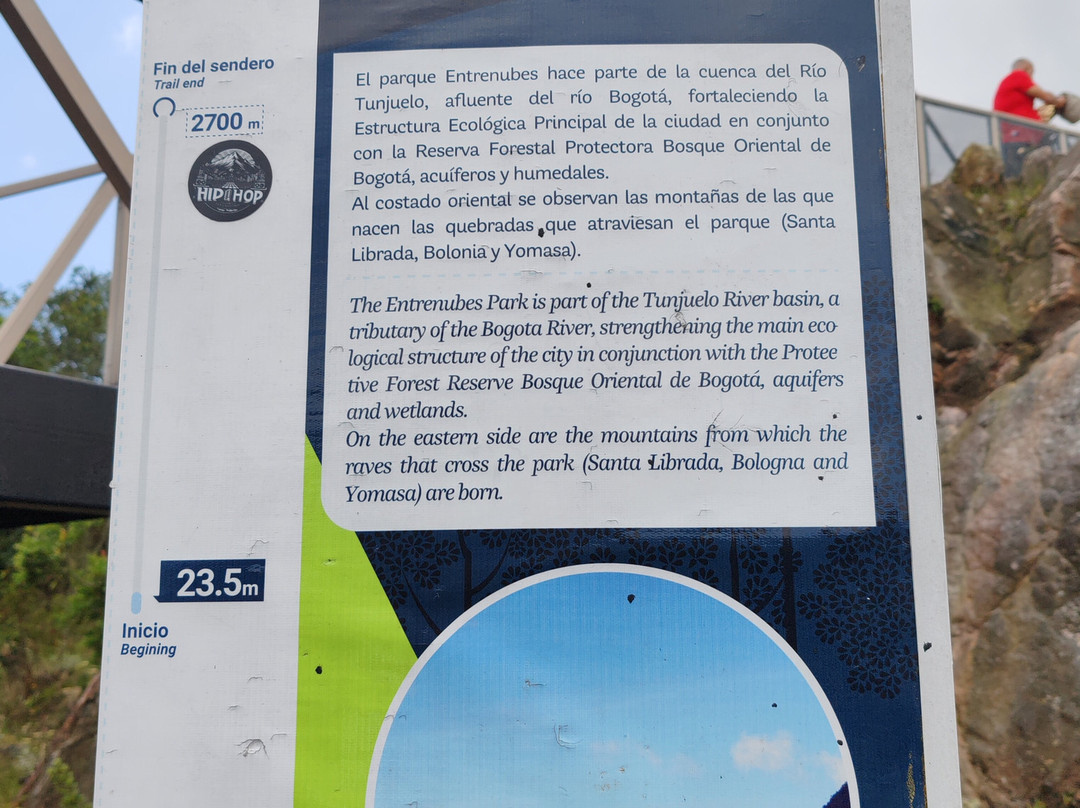 Fin del sendero
Trail end
2700 m
HIP HOP
El parque Entrenubes hace parte de la cuenca del Río
Tunjuelo, afluente del río Bogotá, fortaleciendo la
Estructura Ecológica Principal de la ciudad en conjunto
con la Reserva Forestal Protectora Bosque Oriental de
Bogotá, acuíferos y humedales.
Al costado oriental se observan las montañas de las que
nacen las quebradas que atraviesan el parque (Santa
Librada, Bolonia y Yomasa).
The Entrenubes Park is part of the Tunjuelo River basin, a
tributary of the Bogota River, strengthening the main eco
logical structure of the city in conjunction with the Protee
tive Forest Reserve Bosque Oriental de Bogotá, aquifers
and wetlands.
On the eastern side are the mountains from which the
raves that cross the park (Santa Librada, Bologna and
Yomasa) are born.
23.5m
Inicio
Begining